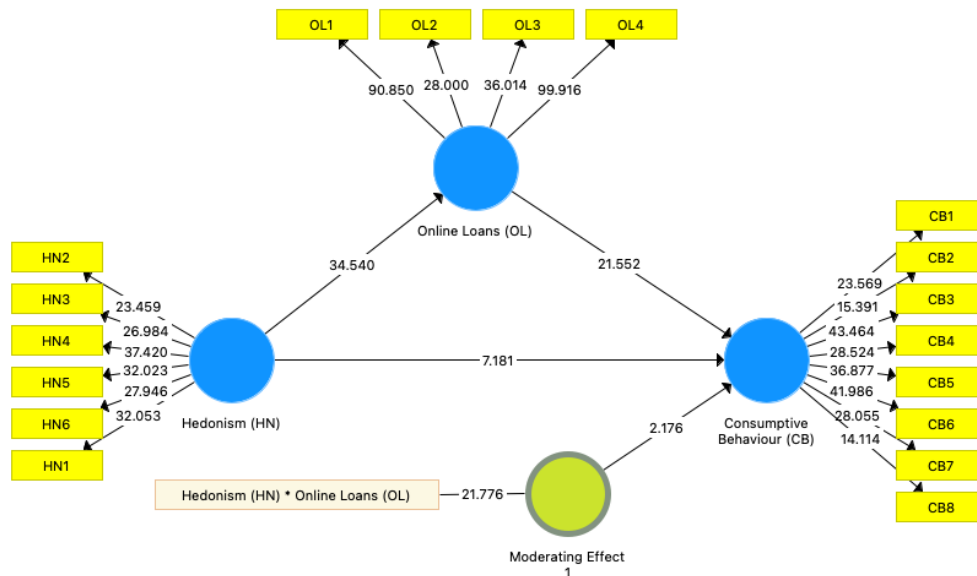 OL1 OL2 OL3 OL4
90.850 28.000 36.014 99.916
Online Loans (OL)
34.540 21.552
HN2
HN3
HN4
HN5
HN6
HN1
23.459
26.984
37.420
32.023
27.946
32.053
Hedonism (HN)
7.181
CB1
CB2
CB3
CB4
CB5
CB6
CB7
CB8
23.569
15.391
43.464
28.524
36.877
41.986
28.055
14.114
Consumptive
Behaviour (CB)
2.176
Hedonism (HN) * Online Loans (OL)
21.776
Moderating Effect
1